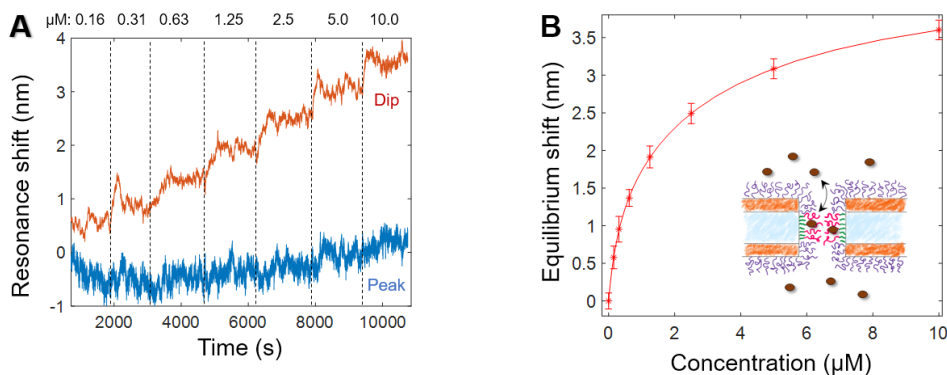 A
µM: 0.16 0.31 0.63 1.25 2.5 5.0 10.0
Resonance shift (nm)
4
3
2
1
0
-1
Dip
Peak
2000 4000 6000 8000 10000
Time (s)
B
Equilibrium shift (nm)
3.5
3
2.5
2
1.5
1
0.5
0
0 2 4 6 8 10
Concentration (µM)